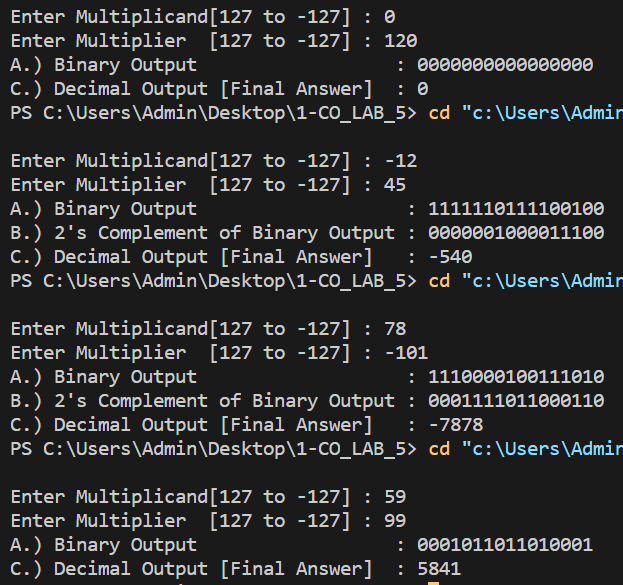 Enter Multiplicand[127 to -127] : 0
Enter Multiplier  [127 to -127] : 120
A.) Binary Output                  : 0000000000000000
C.) Decimal Output [Final Answer]  : 0
PS C:\Users\Admin\Desktop\1-CO_LAB_5> cd "c:\Users\Admin
Enter Multiplicand[127 to -127] : -12
Enter Multiplier  [127 to -127] : 45
A.) Binary Output                   : 1111110111100100
B.) 2's Complement of Binary Output : 0000001000011100
C.) Decimal Output [Final Answer]   : -540
PS C:\Users\Admin\Desktop\1-CO_LAB_5> cd "c:\Users\Admin
Enter Multiplicand[127 to -127] : 78
Enter Multiplier  [127 to -127] : -101
A.) Binary Output                   : 1110000100111010
B.) 2's Complement of Binary Output : 0001111011000110
C.) Decimal Output [Final Answer]   : -7878
PS C:\Users\Admin\Desktop\1-CO_LAB_5> cd "c:\Users\Admin
Enter Multiplicand[127 to -127] : 59
Enter Multiplier  [127 to -127] : 99
A.) Binary Output                  : 0001011011010001
C.) Decimal Output [Final Answer]  : 5841